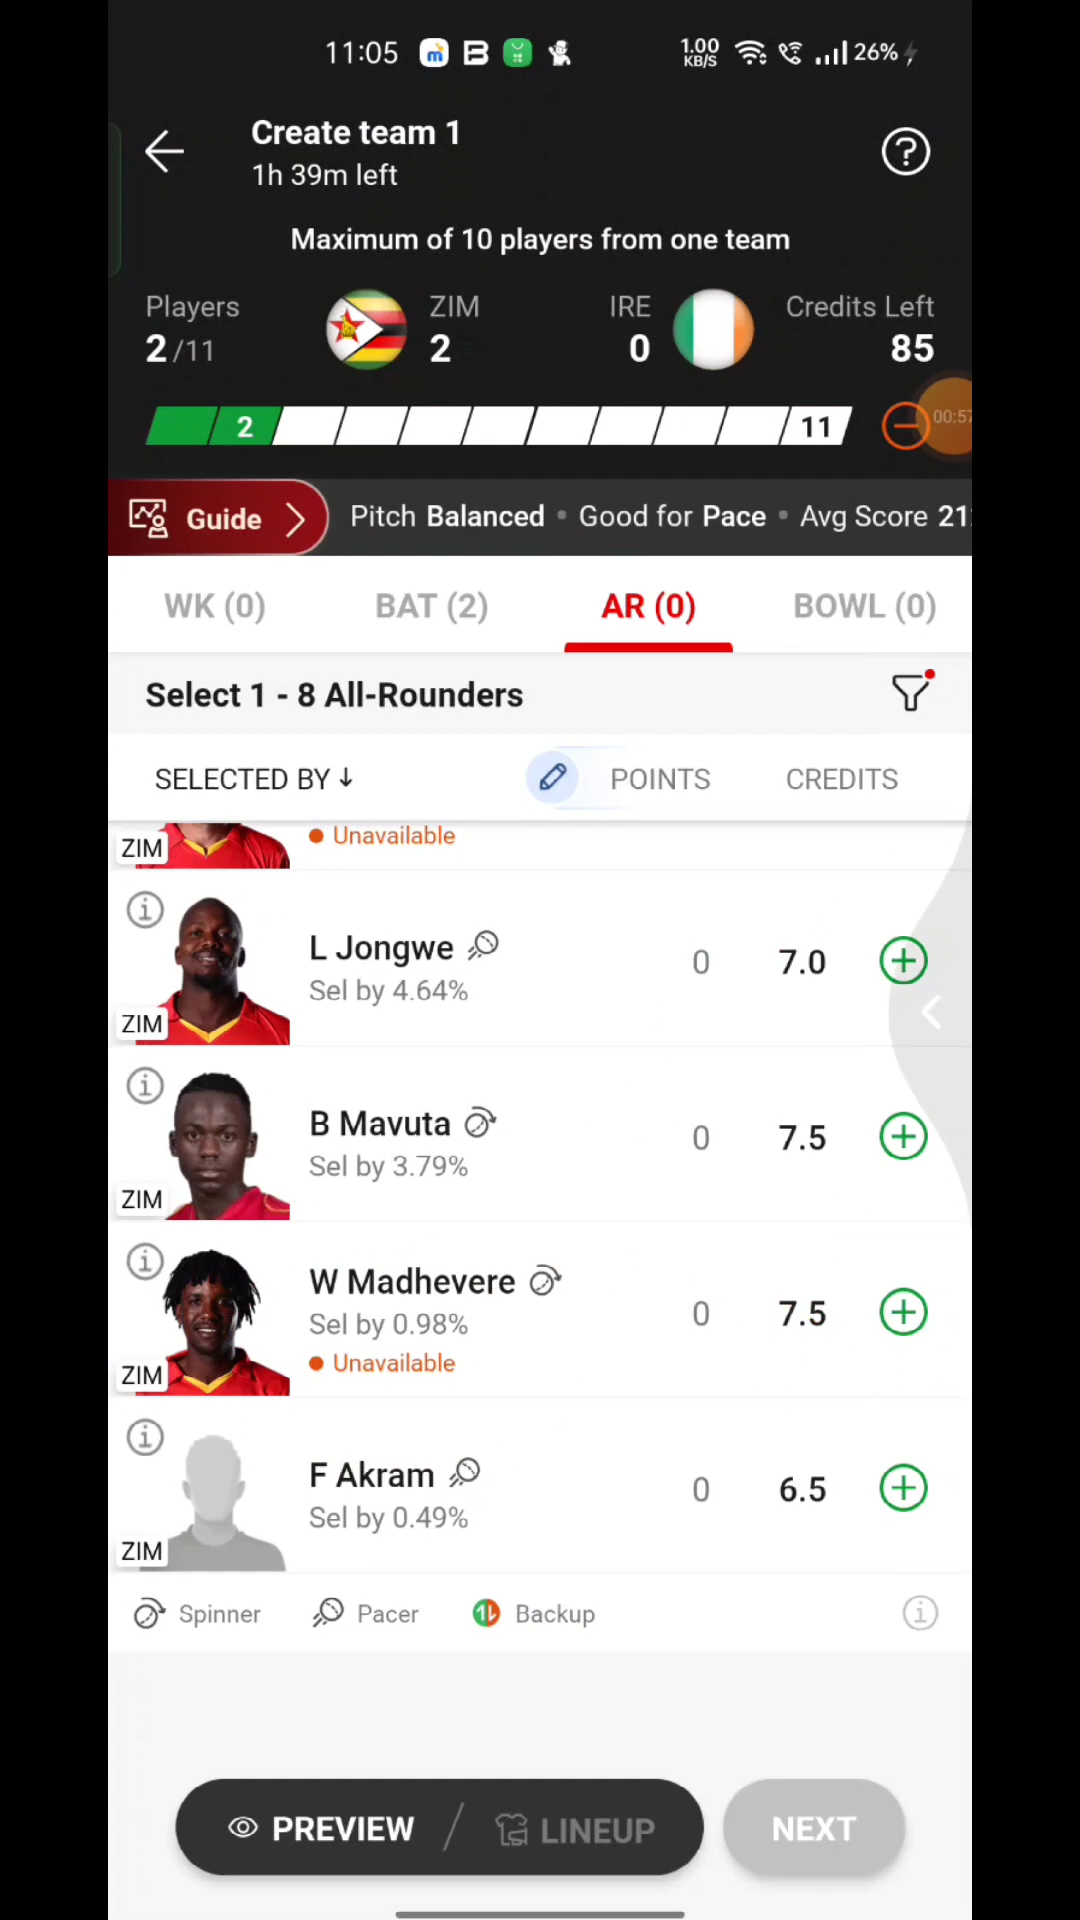 11:05
1.00 KB/S
26%
Create team 1
1h 39m left
Maximum of 10 players from one team
Players
2/11
ZIM
2
IRE
0
Credits Left
85
2
11
00:57
Guide
Pitch Balanced • Good for Pace • Avg Score 21
WK (0)
BAT (2)
AR (0)
BOWL (0)
Select 1 - 8 All-Rounders
SELECTED BY ↓
POINTS
CREDITS
ZIM
Unavailable
L Jongwe
Sel by 4.64%
0
7.0
ZIM
B Mavuta
Sel by 3.79%
0
7.5
ZIM
W Madhevere
Sel by 0.98%
Unavailable
0
7.5
ZIM
F Akram
Sel by 0.49%
0
6.5
ZIM
Spinner
Pacer
Backup
PREVIEW / LINEUP
NEXT